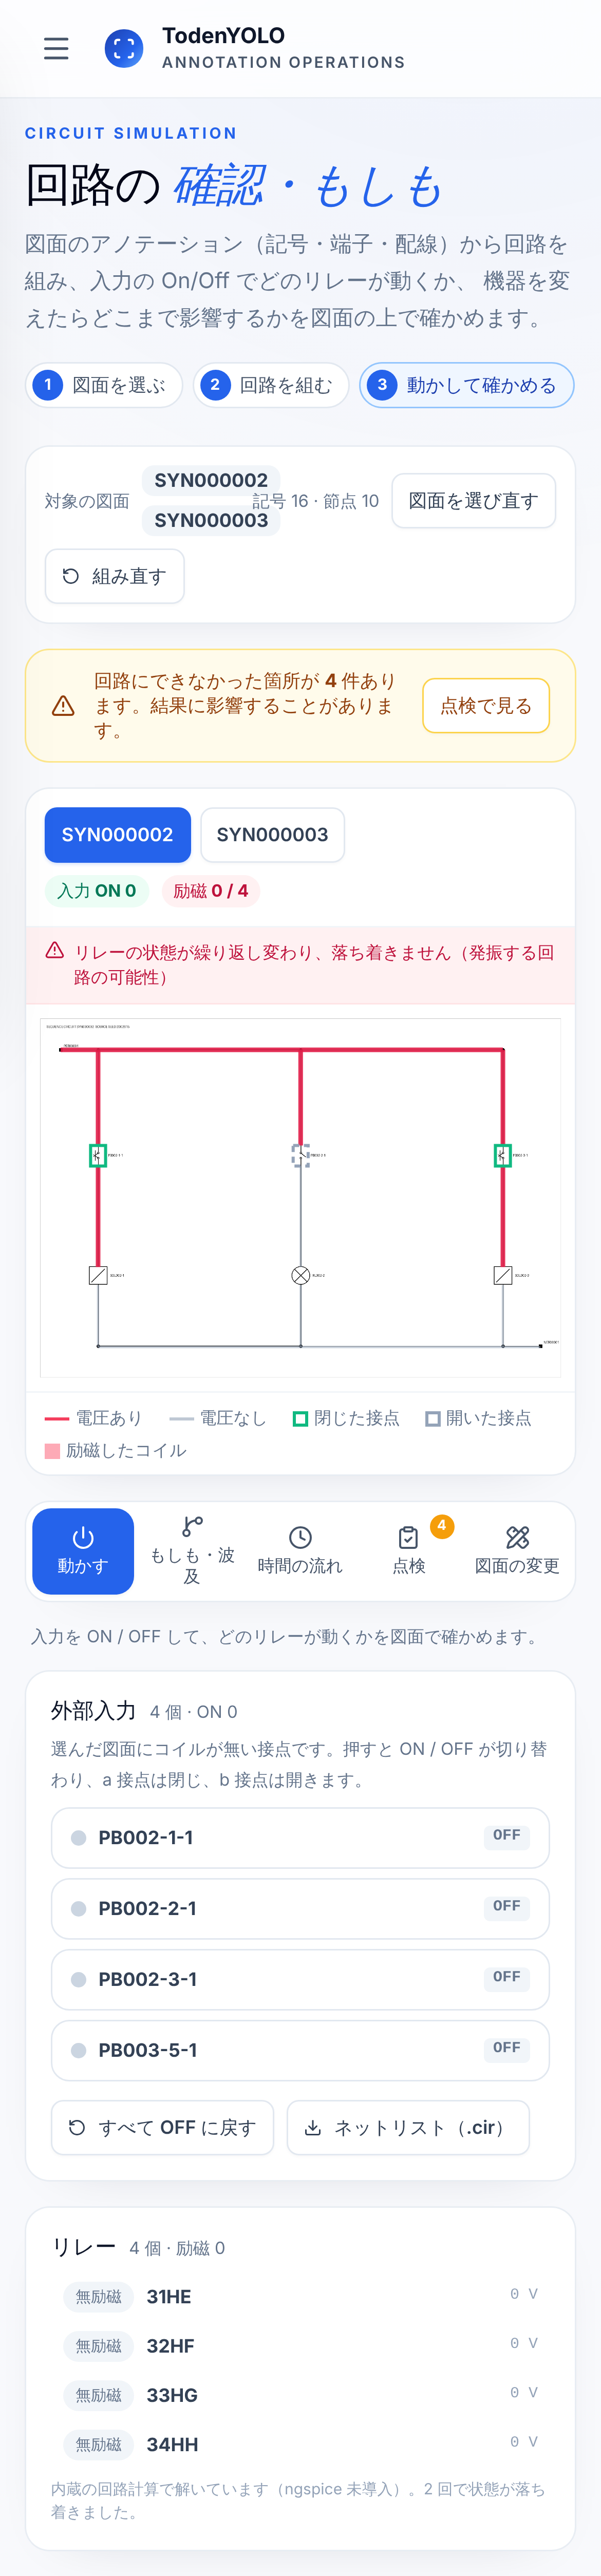 TodenYOLO
ANNOTATION OPERATIONS
CIRCUIT SIMULATION
回路の 確認・もしも
図面のアノテーション（記号・端子・配線）から回路を
組み、入力の On/Off でどのリレーが動くか、 機器を変
えたらどこまで影響するかを図面の上で確かめます。
1 図面を選ぶ
2 回路を組む
3 動かして確かめる
対象の図面
SYN000002
SYN000003
記号 16 · 節点 10
図面を選び直す
組み直す
回路にできなかった箇所が 4 件あり
ます。結果に影響することがありま
す。
点検で見る
SYN000002
SYN000003
入力 ON 0
励磁 0 / 4
リレーの状態が繰り返し変わり、落ち着きません（発振する回
路の可能性）
電圧あり
電圧なし
閉じた接点
開いた接点
励磁したコイル
動かす
もしも・波
及
時間の流れ
点検
4
図面の変更
入力を ON / OFF して、どのリレーが動くかを図面で確かめます。
外部入力 4 個 · ON 0
選んだ図面にコイルが無い接点です。押すと ON / OFF が切り替
わり、a 接点は閉じ、b 接点は開きます。
PB002-1-1 OFF
PB002-2-1 OFF
PB002-3-1 OFF
PB003-5-1 OFF
すべて OFF に戻す
ネットリスト（.cir）
リレー 4 個 · 励磁 0
無励磁 31HE 0 V
無励磁 32HF 0 V
無励磁 33HG 0 V
無励磁 34HH 0 V
内蔵の回路計算で解いています（ngspice 未導入）。2 回で状態が落ち
着きました。